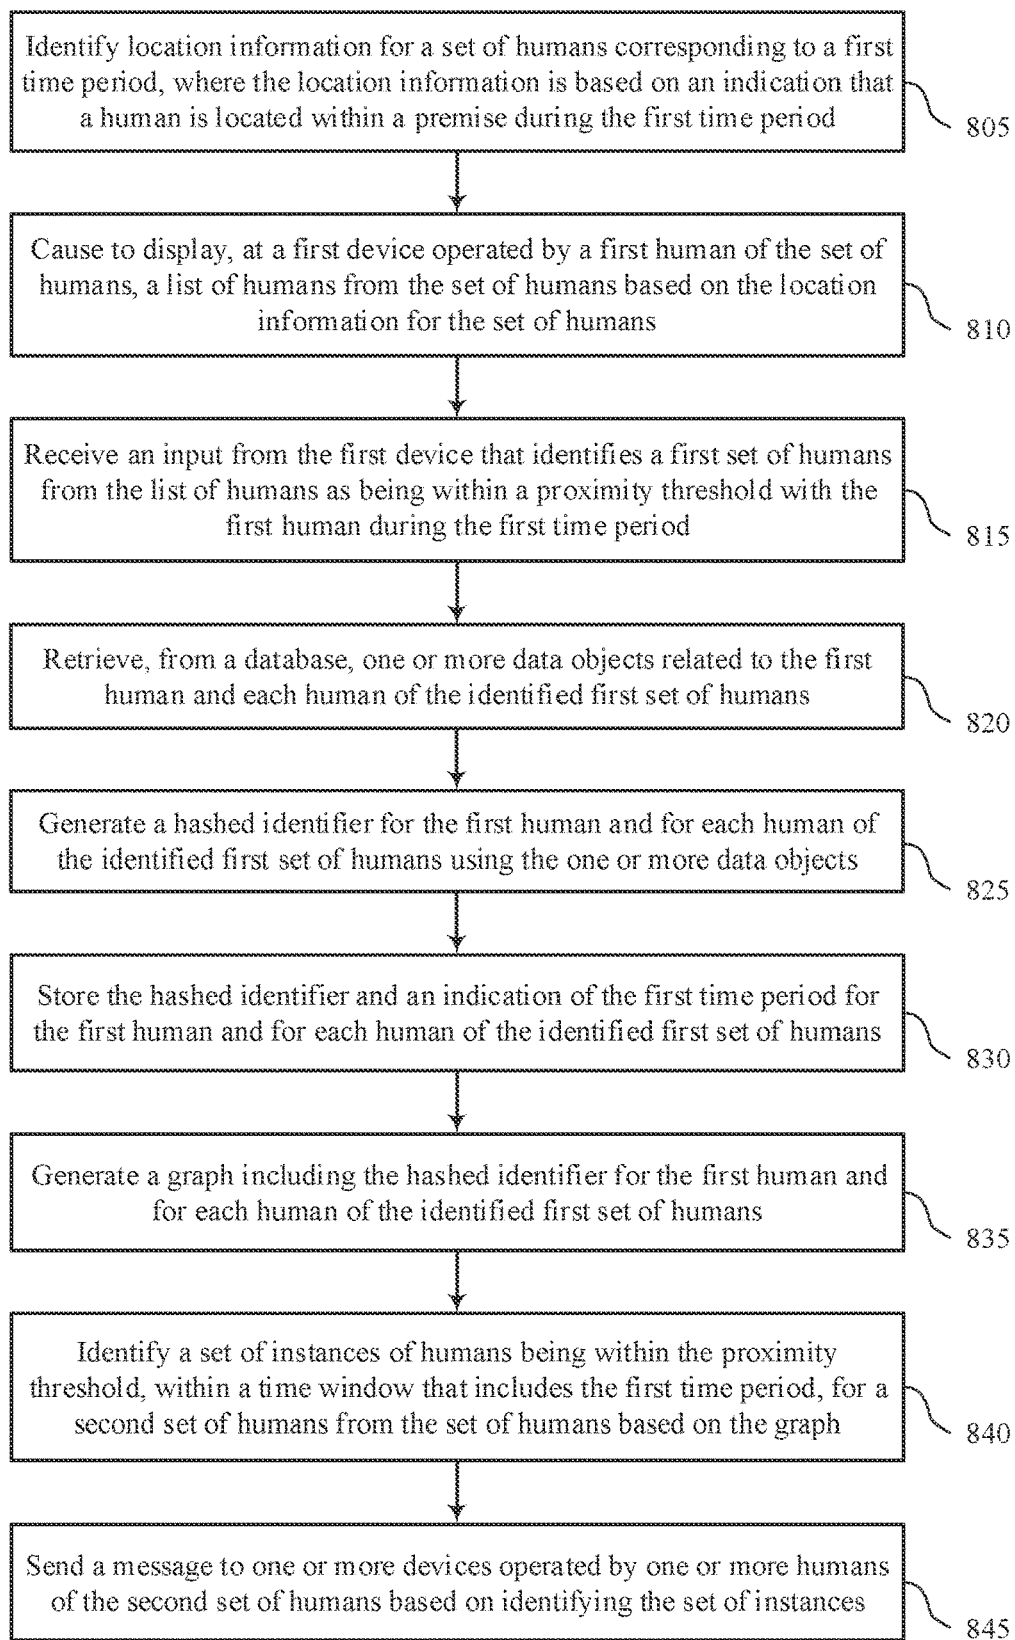 Identify location information for a set of humans corresponding to a first
time period, where the location information is based on an indication that
a human is located within a premise during the first time period
805
Cause to display, at a first device operated by a first human of the set of
humans, a list of humans from the set of humans based on the location
information for the set of humans
810
Receive an input from the first device that identifies a first set of humans
from the list of humans as being within a proximity threshold with the
first human during the first time period
815
Retrieve, from a database, one or more data objects related to the first
human and each human of the identified first set of humans
820
Generate a hashed identifier for the first human and for each human of
the identified first set of humans using the one or more data objects
825
Store the hashed identifier and an indication of the first time period for
the first human and for each human of the identified first set of humans
830
Generate a graph including the hashed identifier for the first human and
for each human of the identified first set of humans
835
Identify a set of instances of humans being within the proximity
threshold, within a time window that includes the first time period, for a
second set of humans from the set of humans based on the graph
840
Send a message to one or more devices operated by one or more humans
of the second set of humans based on identifying the set of instances
845